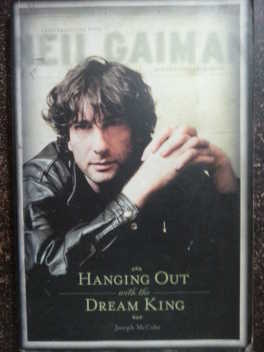 NEIL GAIMAN
HANGING OUT
with the
DREAM KING
Joseph McCabe